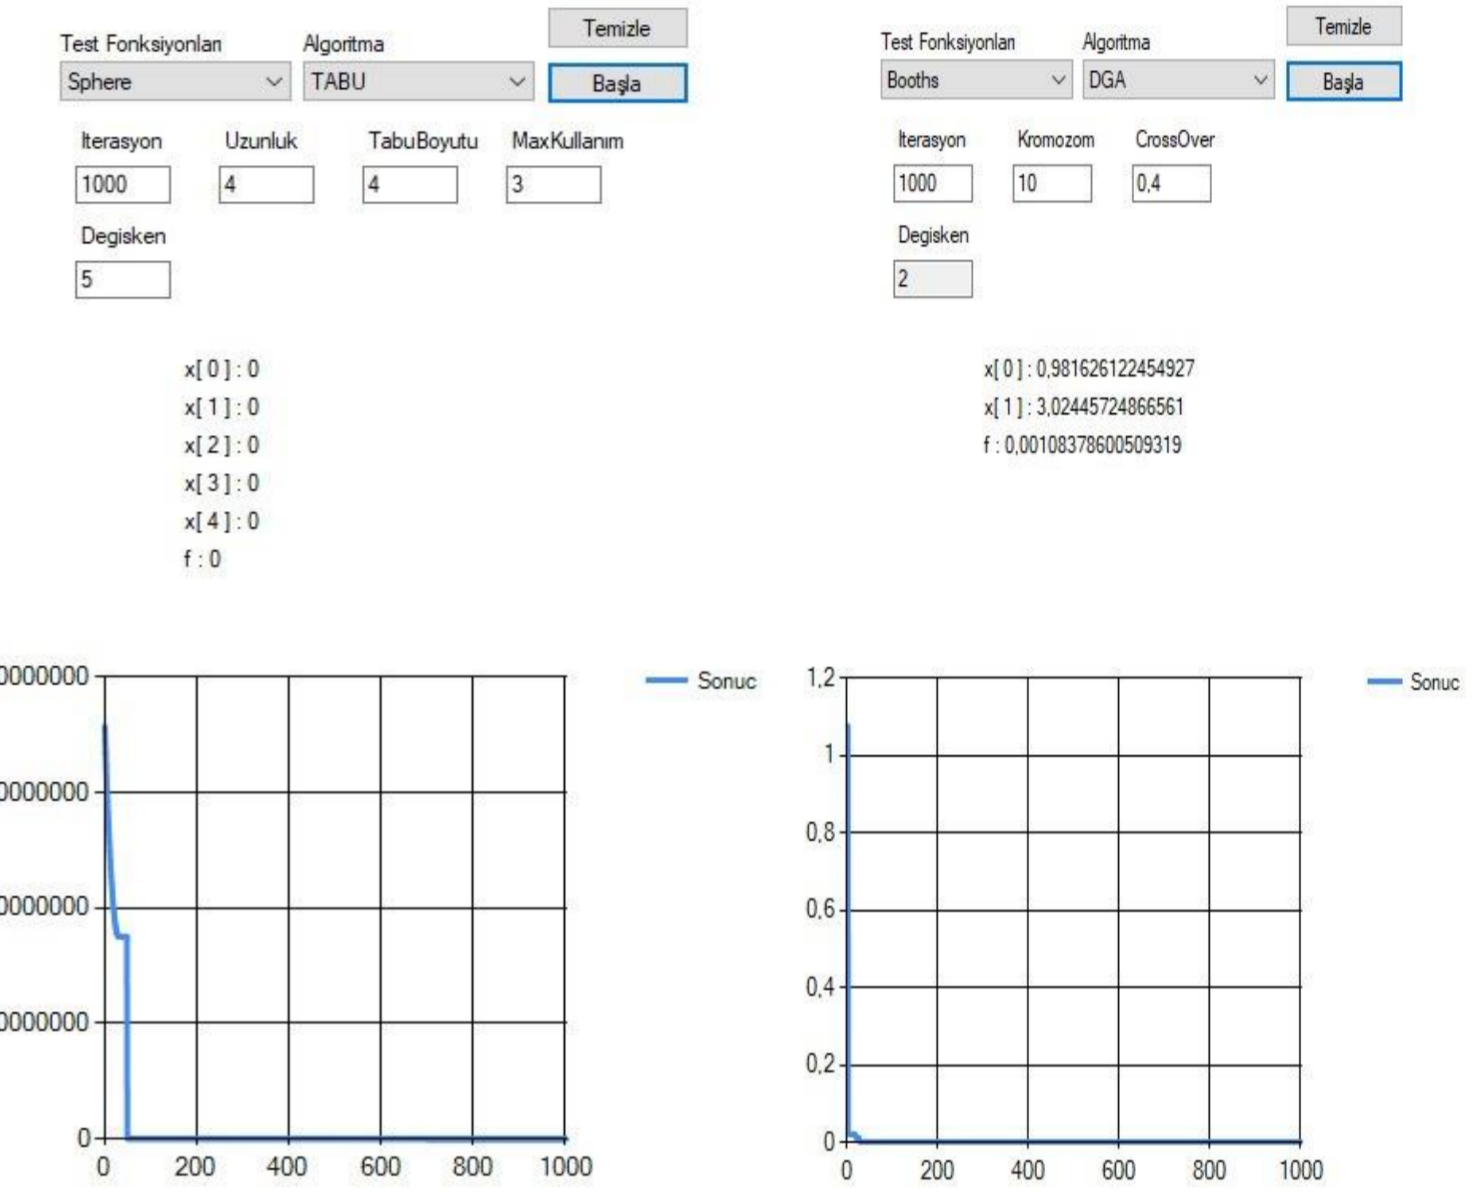 Temizle
Test Fonksiyonları Algoritma
Sphere TABU Başla
Iterasyon Uzunluk TabuBoyutu MaxKullanım
1000 4 4 3
Degisken
5
x[ 0 ] : 0
x[ 1 ] : 0
x[ 2 ] : 0
x[ 3 ] : 0
x[ 4 ] : 0
f : 0
0000000
0000000
0000000
0000000
0
0 200 400 600 800 1000
Sonuc
Temizle
Test Fonksiyonları Algoritma
Booths DGA Başla
Iterasyon Kromozom CrossOver
1000 10 0,4
Degisken
2
x[ 0 ] : 0,981626122454927
x[ 1 ] : 3,02445724866561
f : 0,00108378600509319
1,2
1
0,8
0,6
0,4
0,2
0
0 200 400 600 800 1000
Sonuc